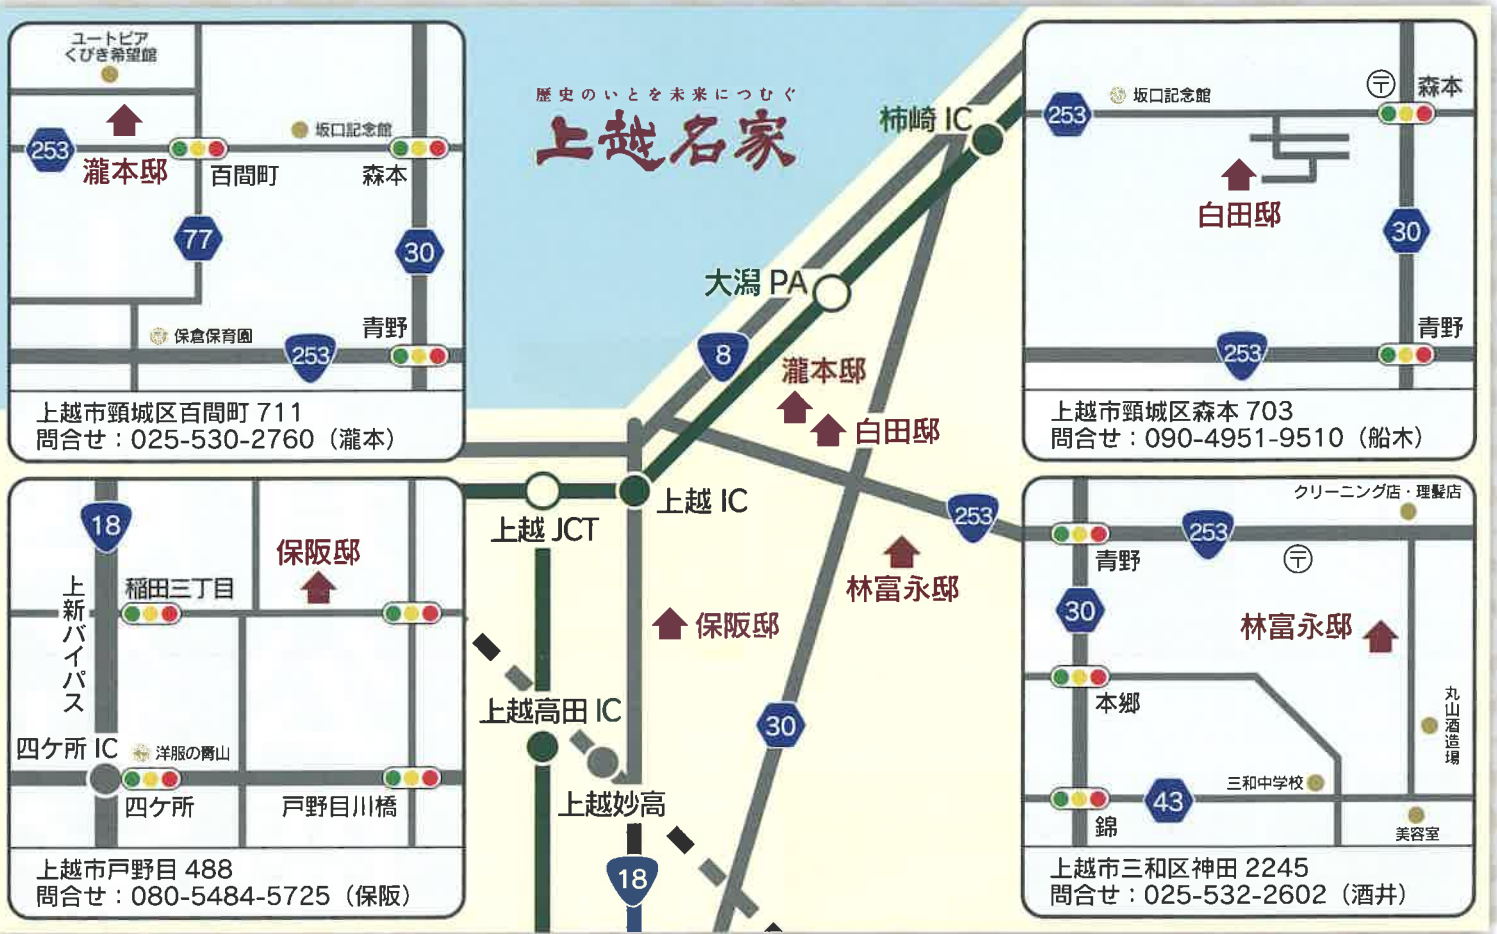 ユートピア
くびき希望館
坂口記念館
253
瀧本邸
百間町
森本
77
30
青野
保倉保育園
253
上越市頸城区百間町 711
問合せ：025-530-2760（瀧本）
18
上新バイパス
保阪邸
稲田三丁目
四ケ所 IC
洋服の青山
四ケ所
戸野目川橋
上越市戸野目 488
問合せ：080-5484-5725（保阪）
歴史のいとを未来につむぐ
上越名家
柿崎 IC
大潟 PA
8
瀧本邸
白田邸
上越 IC
上越 JCT
253
林富永邸
保阪邸
上越高田 IC
30
上越妙高
18
253
坂口記念館
〒
森本
白田邸
30
青野
253
上越市頸城区森本 703
問合せ：090-4951-9510（船木）
クリーニング店・理髪店
253
青野
〒
30
林富永邸
本郷
丸山酒造場
三和中学校
43
錦
美容室
上越市三和区神田 2245
問合せ：025-532-2602（酒井）